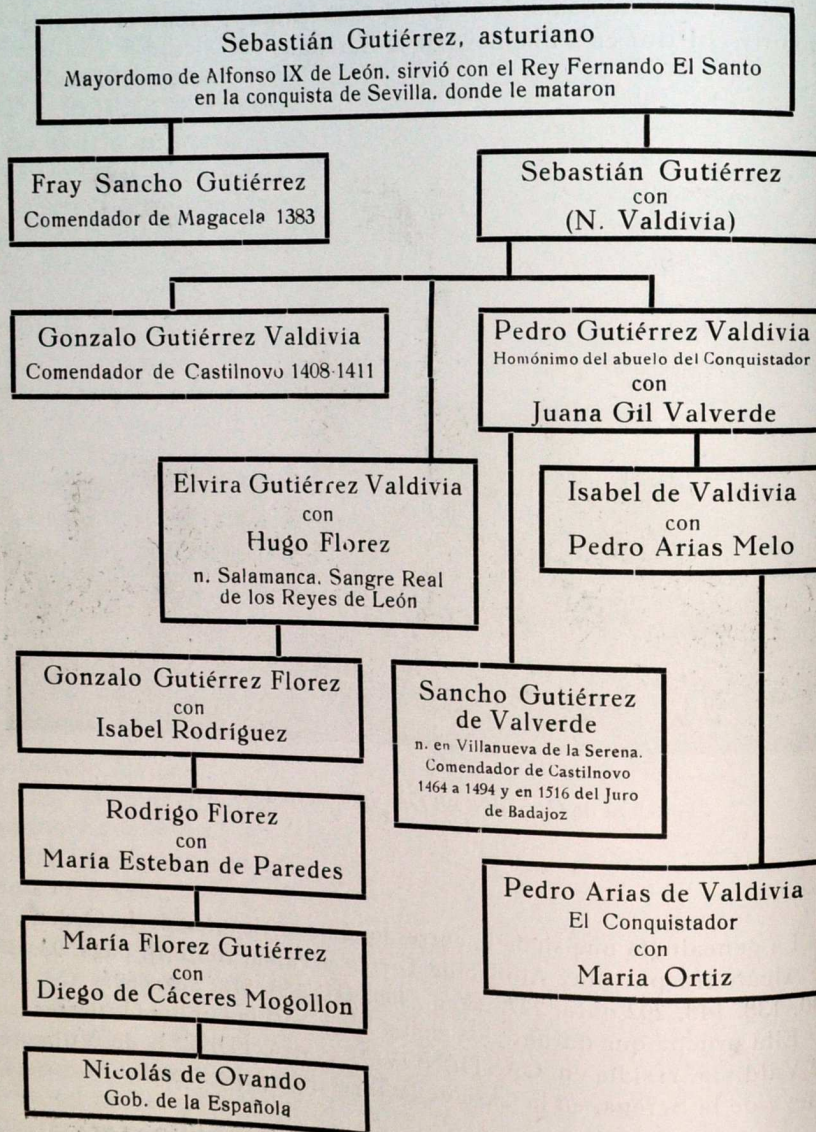 Sebastián Gutiérrez, asturiano
Mayordomo de Alfonso IX de León. sirvió con el Rey Fernando El Santo
en la conquista de Sevilla. donde le mataron
Fray Sancho Gutiérrez
Comendador de Magacela 1383
Sebastián Gutiérrez
con
(N. Valdivia)
Gonzalo Gutiérrez Valdivia
Comendador de Castilnovo 1408-1411
Pedro Gutiérrez Valdivia
Homónimo del abuelo del Conquistador
con
Juana Gil Valverde
Elvira Gutiérrez Valdivia
con
Hugo Florez
n. Salamanca. Sangre Real
de los Reyes de León
Isabel de Valdivia
con
Pedro Arias Melo
Gonzalo Gutiérrez Florez
con
Isabel Rodríguez
Sancho Gutiérrez
de Valverde
n. en Villanueva de la Serena.
Comendador de Castilnovo
1464 a 1494 y en 1516 del Juro
de Badajoz
Rodrigo Florez
con
María Esteban de Paredes
Pedro Arias de Valdivia
El Conquistador
con
Maria Ortiz
María Florez Gutiérrez
con
Diego de Cáceres Mogollon
Nicolás de Ovando
Gob. de la Española